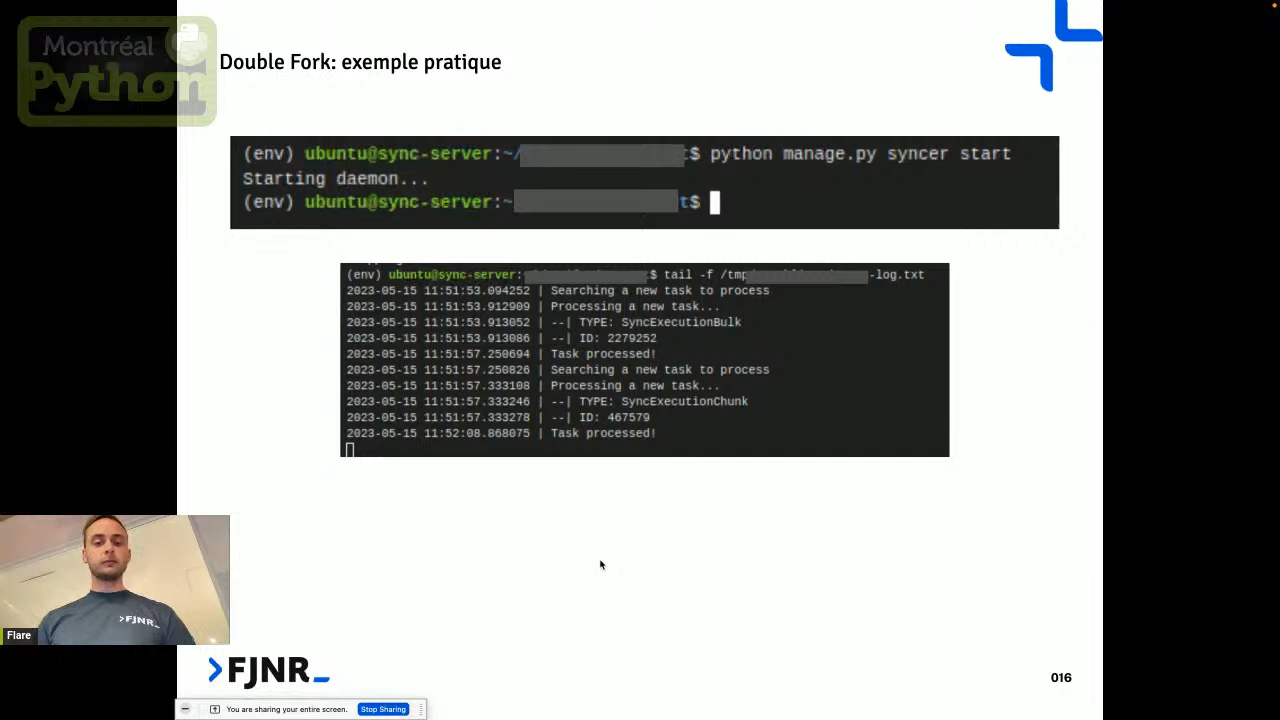 Montréal
Python
Double Fork: exemple pratique
(env) ubuntu@sync-server:~/ $ python manage.py syncer start
Starting daemon...
(env) ubuntu@sync-server:~ t$
(env) ubuntu@sync-server: $ tail -f /tmp -log.txt
2023-05-15 11:51:53.094252 | Searching a new task to process
2023-05-15 11:51:53.912909 | Processing a new task...
2023-05-15 11:51:53.913052 | --| TYPE: SyncExecutionBulk
2023-05-15 11:51:53.913086 | --| ID: 2279252
2023-05-15 11:51:57.250694 | Task processed!
2023-05-15 11:51:57.250826 | Searching a new task to process
2023-05-15 11:51:57.333108 | Processing a new task...
2023-05-15 11:51:57.333246 | --| TYPE: SyncExecutionChunk
2023-05-15 11:51:57.333278 | --| ID: 467579
2023-05-15 11:52:08.868075 | Task processed!
>FJNR_
Flare
>FJNR_
016
You are sharing your entire screen.
Stop Sharing